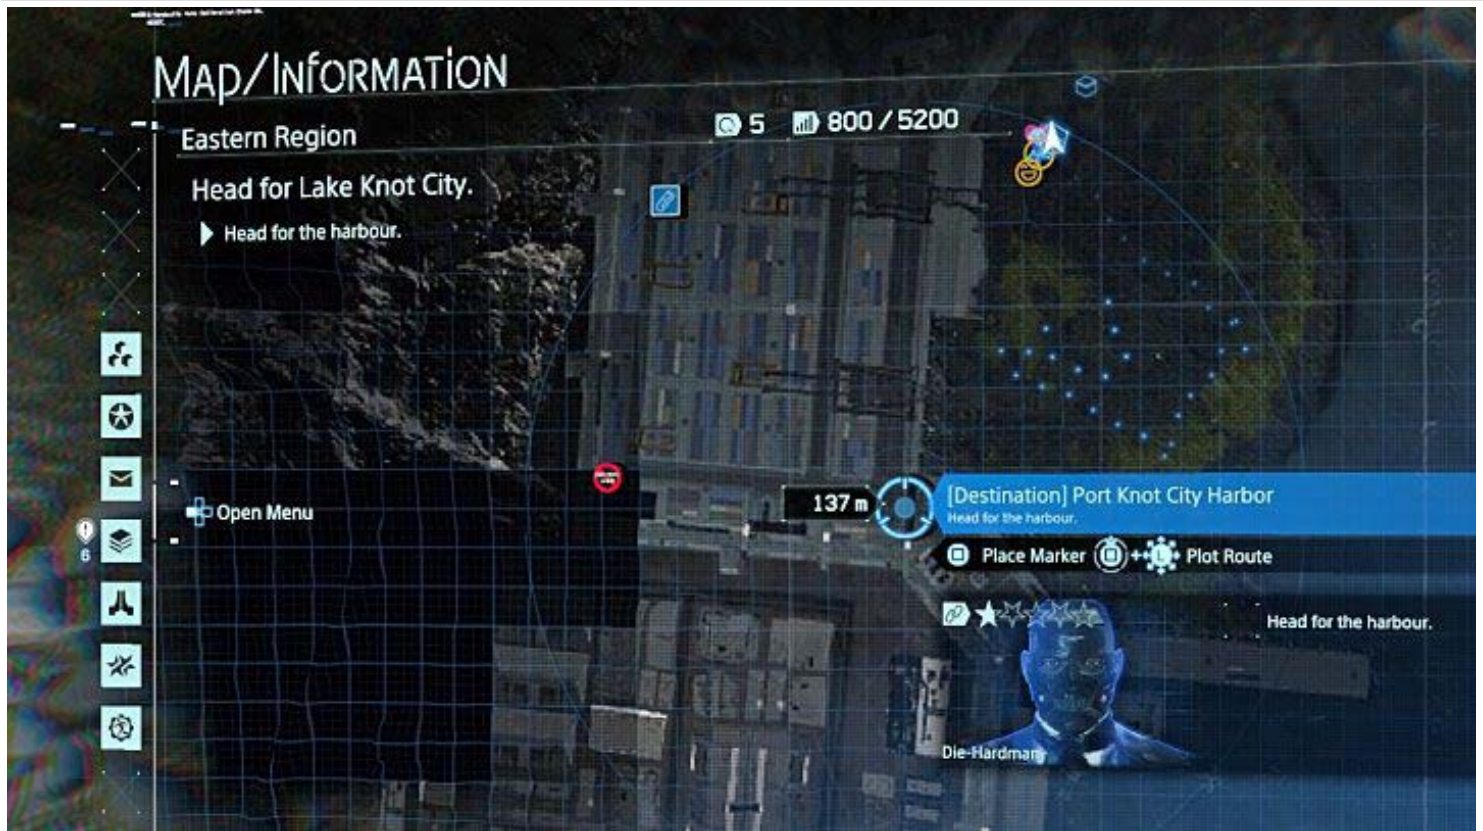 MAP/INFORMATION
Eastern Region
5 800 / 5200
Head for Lake Knot City.
Head for the harbour.
Open Menu
6
137 m
[Destination] Port Knot City Harbor
Head for the harbour.
Place Marker + L Plot Route
Head for the harbour.
Die-Hardman